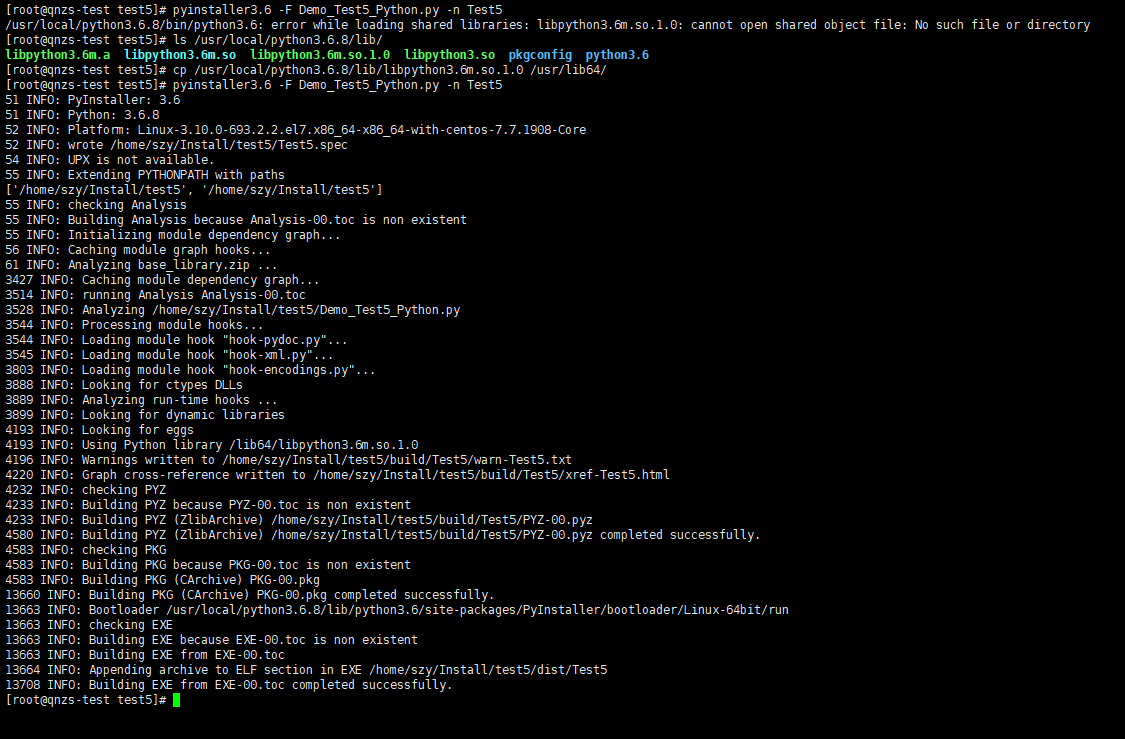 [root@qnzs-test test5]# pyinstaller3.6 -F Demo_Test5_Python.py -n Test5
/usr/local/python3.6.8/bin/python3.6: error while loading shared libraries: libpython3.6m.so.1.0: cannot open shared object file: No such file or directory
[root@qnzs-test test5]# ls /usr/local/python3.6.8/lib/
libpython3.6m.a  libpython3.6m.so  libpython3.6m.so.1.0  libpython3.so  pkgconfig  python3.6
[root@qnzs-test test5]# cp /usr/local/python3.6.8/lib/libpython3.6m.so.1.0 /usr/lib64/
[root@qnzs-test test5]# pyinstaller3.6 -F Demo_Test5_Python.py -n Test5
51 INFO: PyInstaller: 3.6
51 INFO: Python: 3.6.8
52 INFO: Platform: Linux-3.10.0-693.2.2.el7.x86_64-x86_64-with-centos-7.7.1908-Core
52 INFO: wrote /home/szy/Install/test5/Test5.spec
54 INFO: UPX is not available.
55 INFO: Extending PYTHONPATH with paths
['/home/szy/Install/test5', '/home/szy/Install/test5']
55 INFO: checking Analysis
55 INFO: Building Analysis because Analysis-00.toc is non existent
55 INFO: Initializing module dependency graph...
56 INFO: Caching module graph hooks...
61 INFO: Analyzing base_library.zip ...
3427 INFO: Caching module dependency graph...
3514 INFO: running Analysis Analysis-00.toc
3528 INFO: Analyzing /home/szy/Install/test5/Demo_Test5_Python.py
3544 INFO: Processing module hooks...
3544 INFO: Loading module hook "hook-pydoc.py"...
3545 INFO: Loading module hook "hook-xml.py"...
3803 INFO: Loading module hook "hook-encodings.py"...
3888 INFO: Looking for ctypes DLLs
3889 INFO: Analyzing run-time hooks ...
3899 INFO: Looking for dynamic libraries
4193 INFO: Looking for eggs
4193 INFO: Using Python library /lib64/libpython3.6m.so.1.0
4196 INFO: Warnings written to /home/szy/Install/test5/build/Test5/warn-Test5.txt
4220 INFO: Graph cross-reference written to /home/szy/Install/test5/build/Test5/xref-Test5.html
4232 INFO: checking PYZ
4233 INFO: Building PYZ because PYZ-00.toc is non existent
4233 INFO: Building PYZ (ZlibArchive) /home/szy/Install/test5/build/Test5/PYZ-00.pyz
4580 INFO: Building PYZ (ZlibArchive) /home/szy/Install/test5/build/Test5/PYZ-00.pyz completed successfully.
4583 INFO: checking PKG
4583 INFO: Building PKG because PKG-00.toc is non existent
4583 INFO: Building PKG (CArchive) PKG-00.pkg
13660 INFO: Building PKG (CArchive) PKG-00.pkg completed successfully.
13663 INFO: Bootloader /usr/local/python3.6.8/lib/python3.6/site-packages/PyInstaller/bootloader/Linux-64bit/run
13663 INFO: checking EXE
13663 INFO: Building EXE because EXE-00.toc is non existent
13663 INFO: Building EXE from EXE-00.toc
13664 INFO: Appending archive to ELF section in EXE /home/szy/Install/test5/dist/Test5
13708 INFO: Building EXE from EXE-00.toc completed successfully.
[root@qnzs-test test5]#